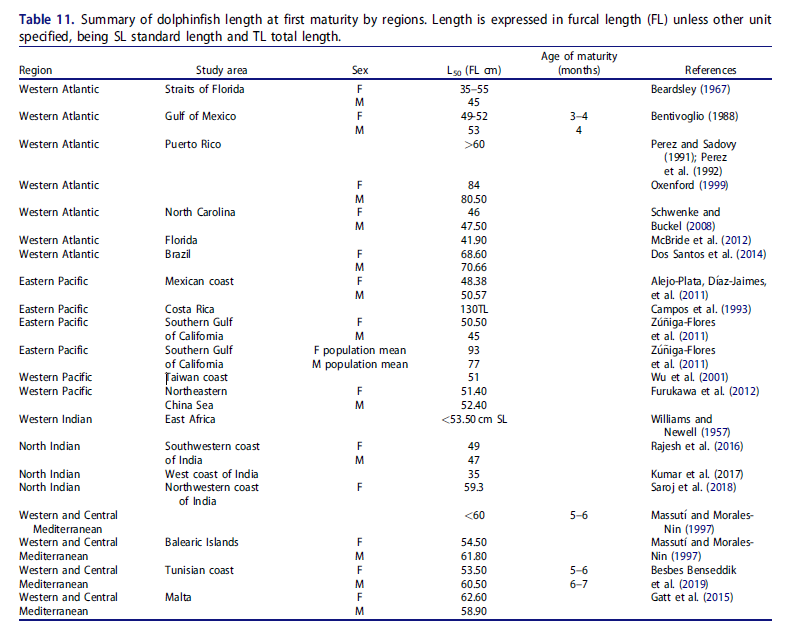 Table 11. Summary of dolphinfish length at first maturity by regions. Length is expressed in furcal length (FL) unless other unit
specified, being SL standard length and TL total length.
Age of maturity
Region Study area Sex L50 (FL cm) (months) References
Western Atlantic Straits of Florida F 35–55 Beardsley (1967)
M 45
Western Atlantic Gulf of Mexico F 49-52 3–4 Bentivoglio (1988)
M 53 4
Western Atlantic Puerto Rico >60 Perez and Sadovy
(1991); Perez
et al. (1992)
Western Atlantic F 84 Oxenford (1999)
M 80.50
Western Atlantic North Carolina F 46 Schwenke and
M 47.50 Buckel (2008)
Western Atlantic Florida 41.90 McBride et al. (2012)
Western Atlantic Brazil F 68.60 Dos Santos et al. (2014)
M 70.66
Eastern Pacific Mexican coast F 48.38 Alejo-Plata, Díaz-Jaimes,
M 50.57 et al. (2011)
Eastern Pacific Costa Rica 130TL Campos et al. (1993)
Eastern Pacific Southern Gulf F 50.50 Zúñiga-Flores
of California M 45 et al. (2011)
Eastern Pacific Southern Gulf F population mean 93 Zúñiga-Flores
of California M population mean 77 et al. (2011)
Western Pacific Taiwan coast 51 Wu et al. (2001)
Western Pacific Northeastern F 51.40 Furukawa et al. (2012)
China Sea M 52.40
Western Indian East Africa <53.50 cm SL Williams and
Newell (1957)
North Indian Southwestern coast F 49 Rajesh et al. (2016)
of India M 47
North Indian West coast of India 35 Kumar et al. (2017)
North Indian Northwestern coast F 59.3 Saroj et al. (2018)
of India
Western and Central <60 5–6 Massutí and Morales-
Mediterranean Nin (1997)
Western and Central Balearic Islands F 54.50 Massutí and Morales-
Mediterranean M 61.80 Nin (1997)
Western and Central Tunisian coast F 53.50 5–6 Besbes Benseddik
Mediterranean M 60.50 6–7 et al. (2019)
Western and Central Malta F 62.60 Gatt et al. (2015)
Mediterranean M 58.90